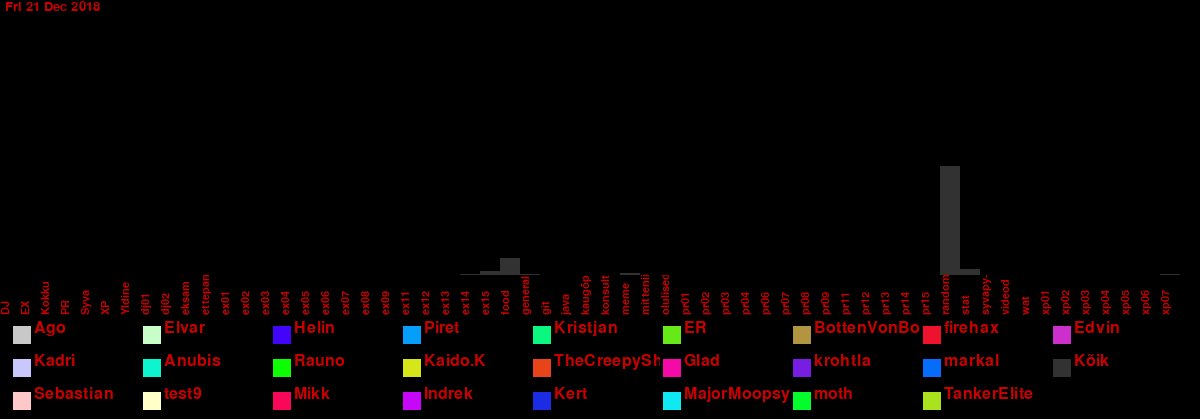 Fri 21 Dec 2018
DJ
EX
Kokku
PR
Syva
XP
Yldine
dj01
dj02
eksam
ettepan
ex01
ex02
ex03
ex04
ex05
ex06
ex07
ex08
ex09
ex11
ex12
ex13
ex14
ex15
food
general
git
java
kaugõp
konsult
meme
mittenii
olulised
pr01
pr02
pr03
pr04
pr06
pr07
pr08
pr09
pr11
pr12
pr13
pr14
pr15
random
stat
syvapy-
videod
wat
xp01
xp02
xp03
xp04
xp05
xp06
xp07
Ago Elvar Helin Piret Kristjan ER BottenVonBo firehax Edvin
Kadri Anubis Rauno Kaido.K TheCreepySh Glad krohtla markal Kõik
Sebastian test9 Mikk Indrek Kert MajorMoopsy moth TankerElite